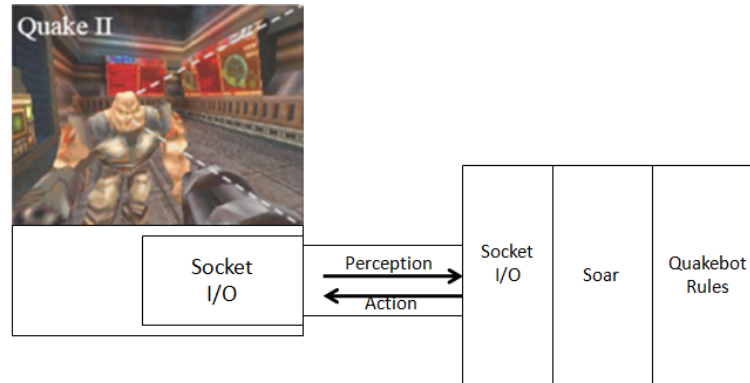 Quake II
Socket
I/O
Perception
Action
Socket
I/O
Soar
Quakebot
Rules